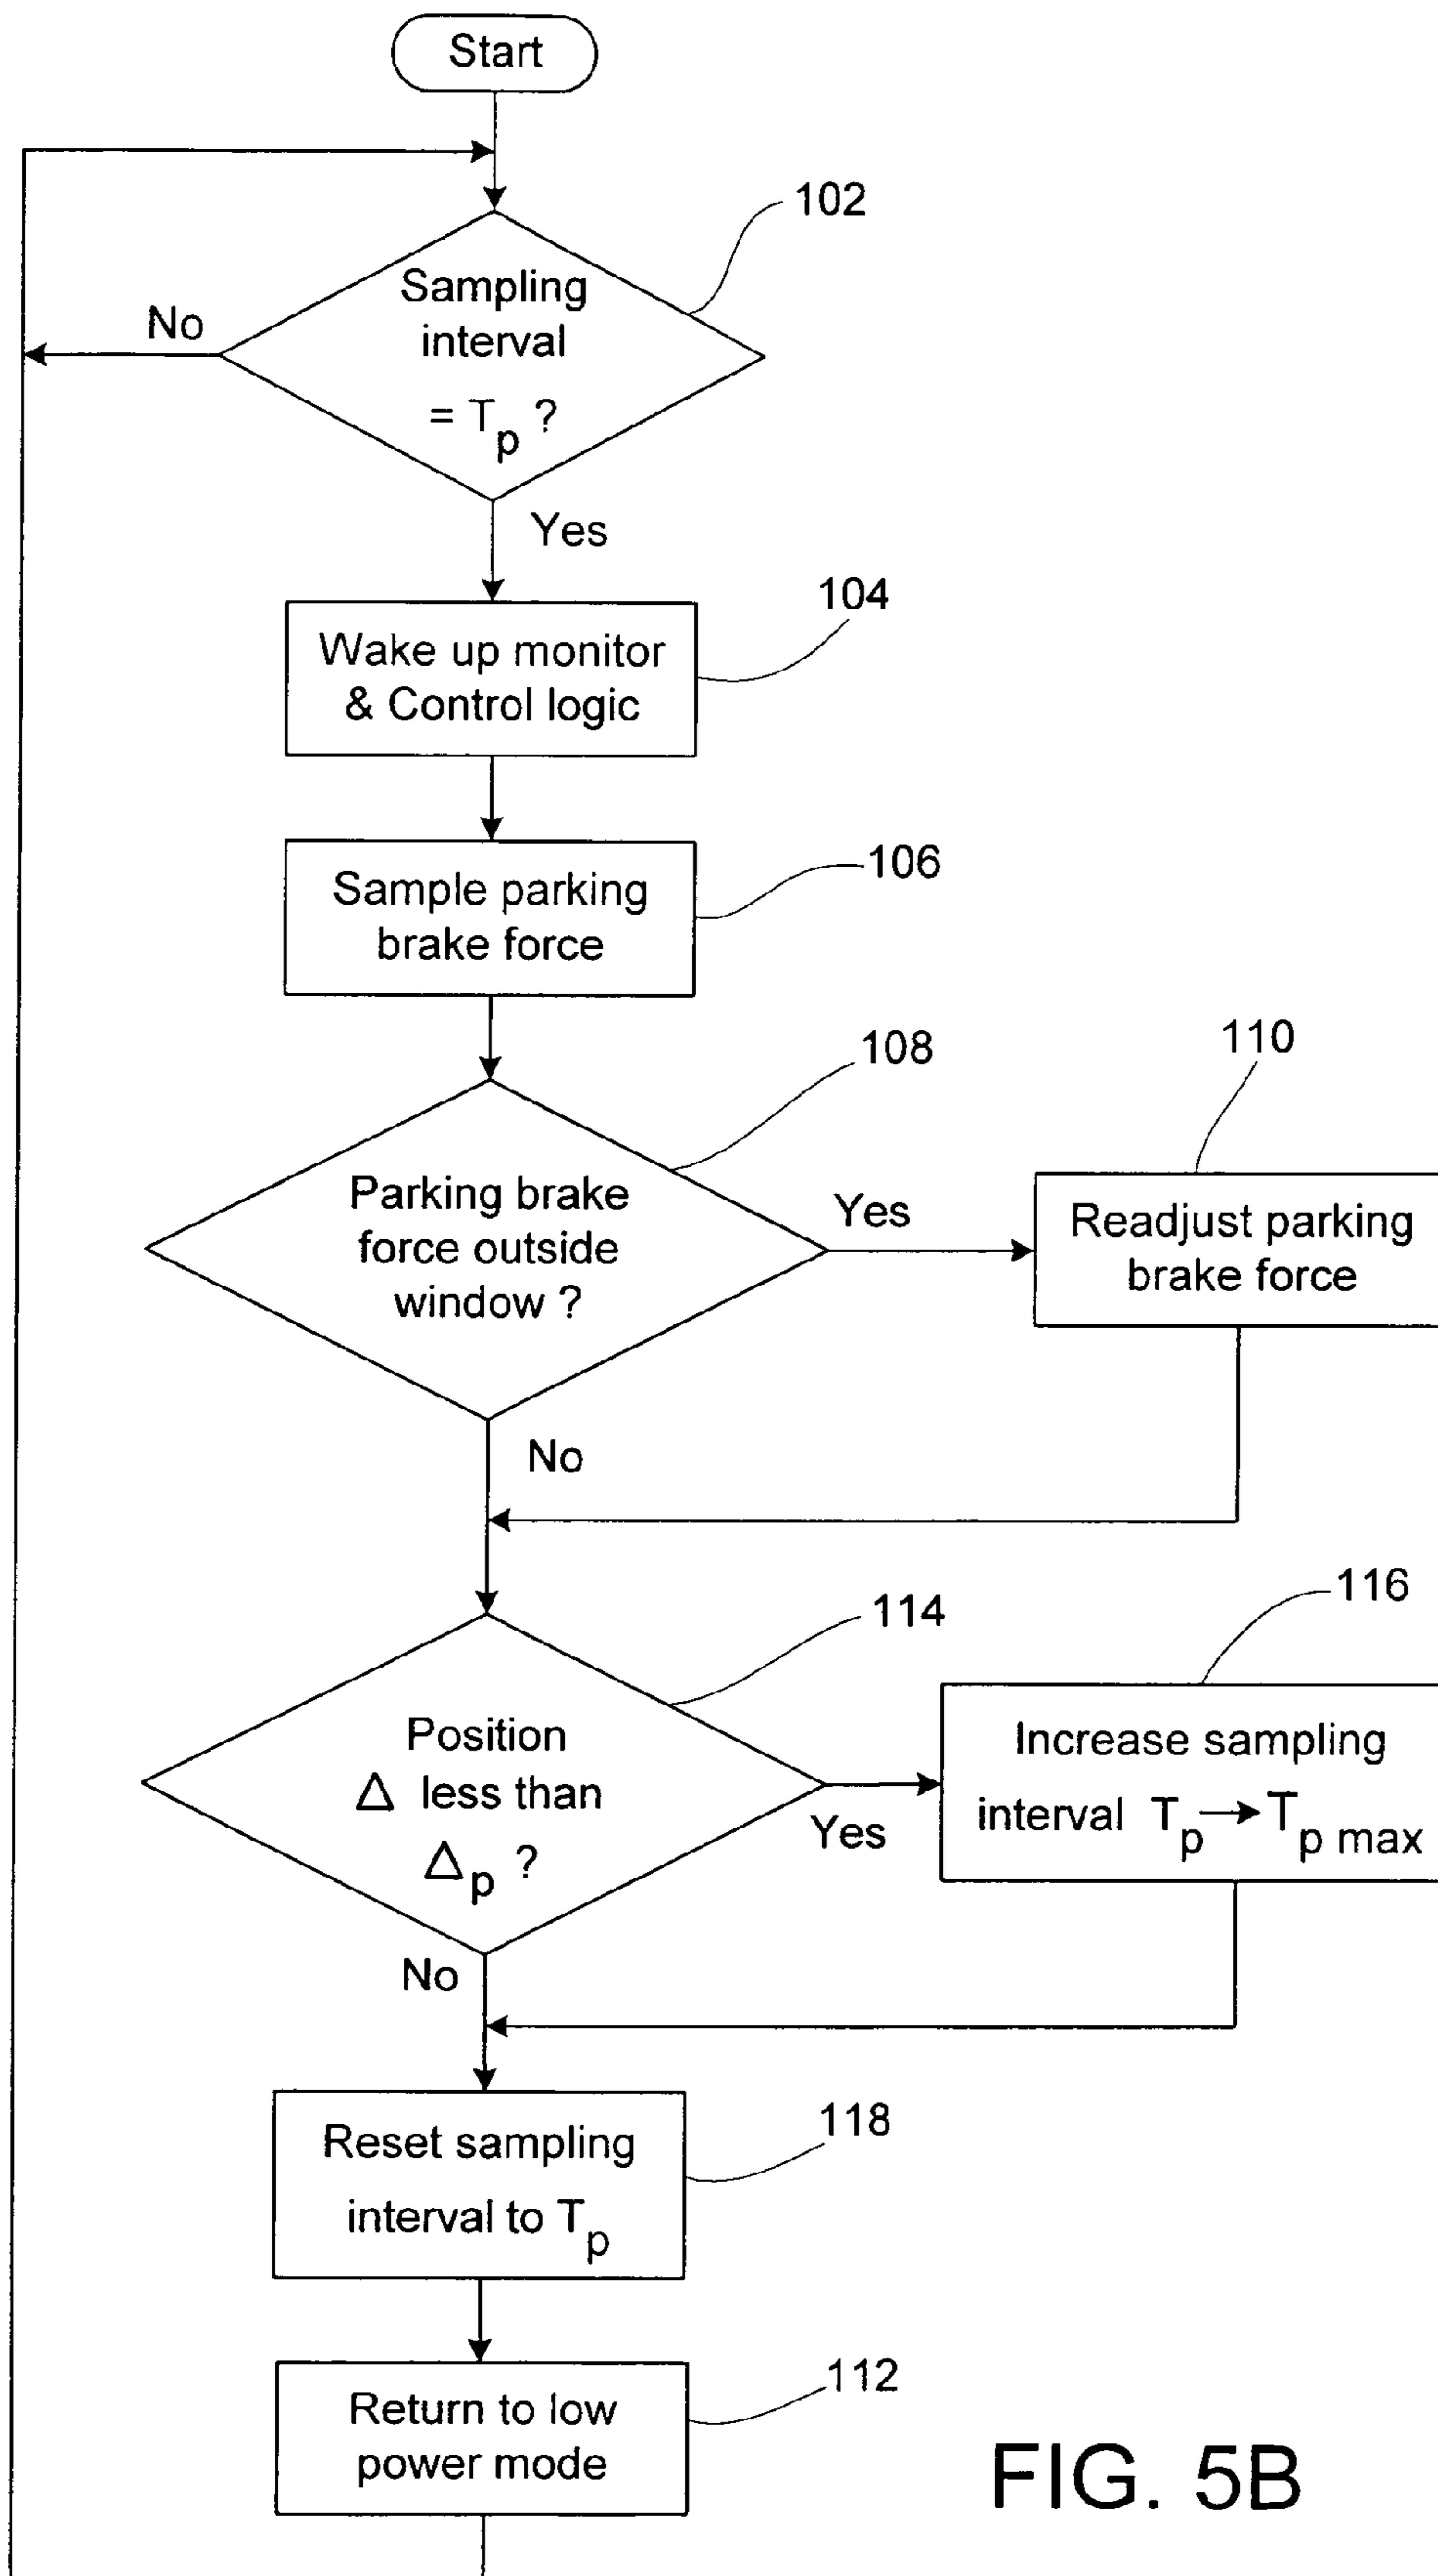 Start
102
Sampling
interval
= Tp ?
No
Yes
104
Wake up monitor
& Control logic
106
Sample parking
brake force
108
Parking brake
force outside
window ?
Yes
110
Readjust parking
brake force
No
114
Position
Δ less than
Δp ?
Yes
116
Increase sampling
interval Tp → Tp max
No
118
Reset sampling
interval to Tp
112
Return to low
power mode
FIG. 5B